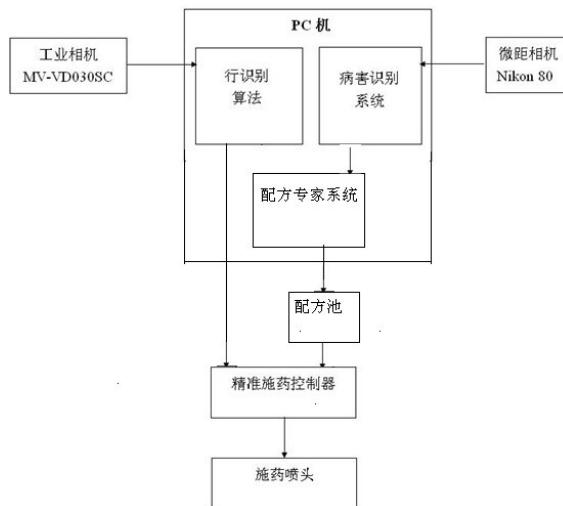 PC 机
工业相机
MV-VD030SC
行识别
算法
病害识别
系统
微距相机
Nikon 80
配方专家系统
配方池
精准施药控制器
施药喷头